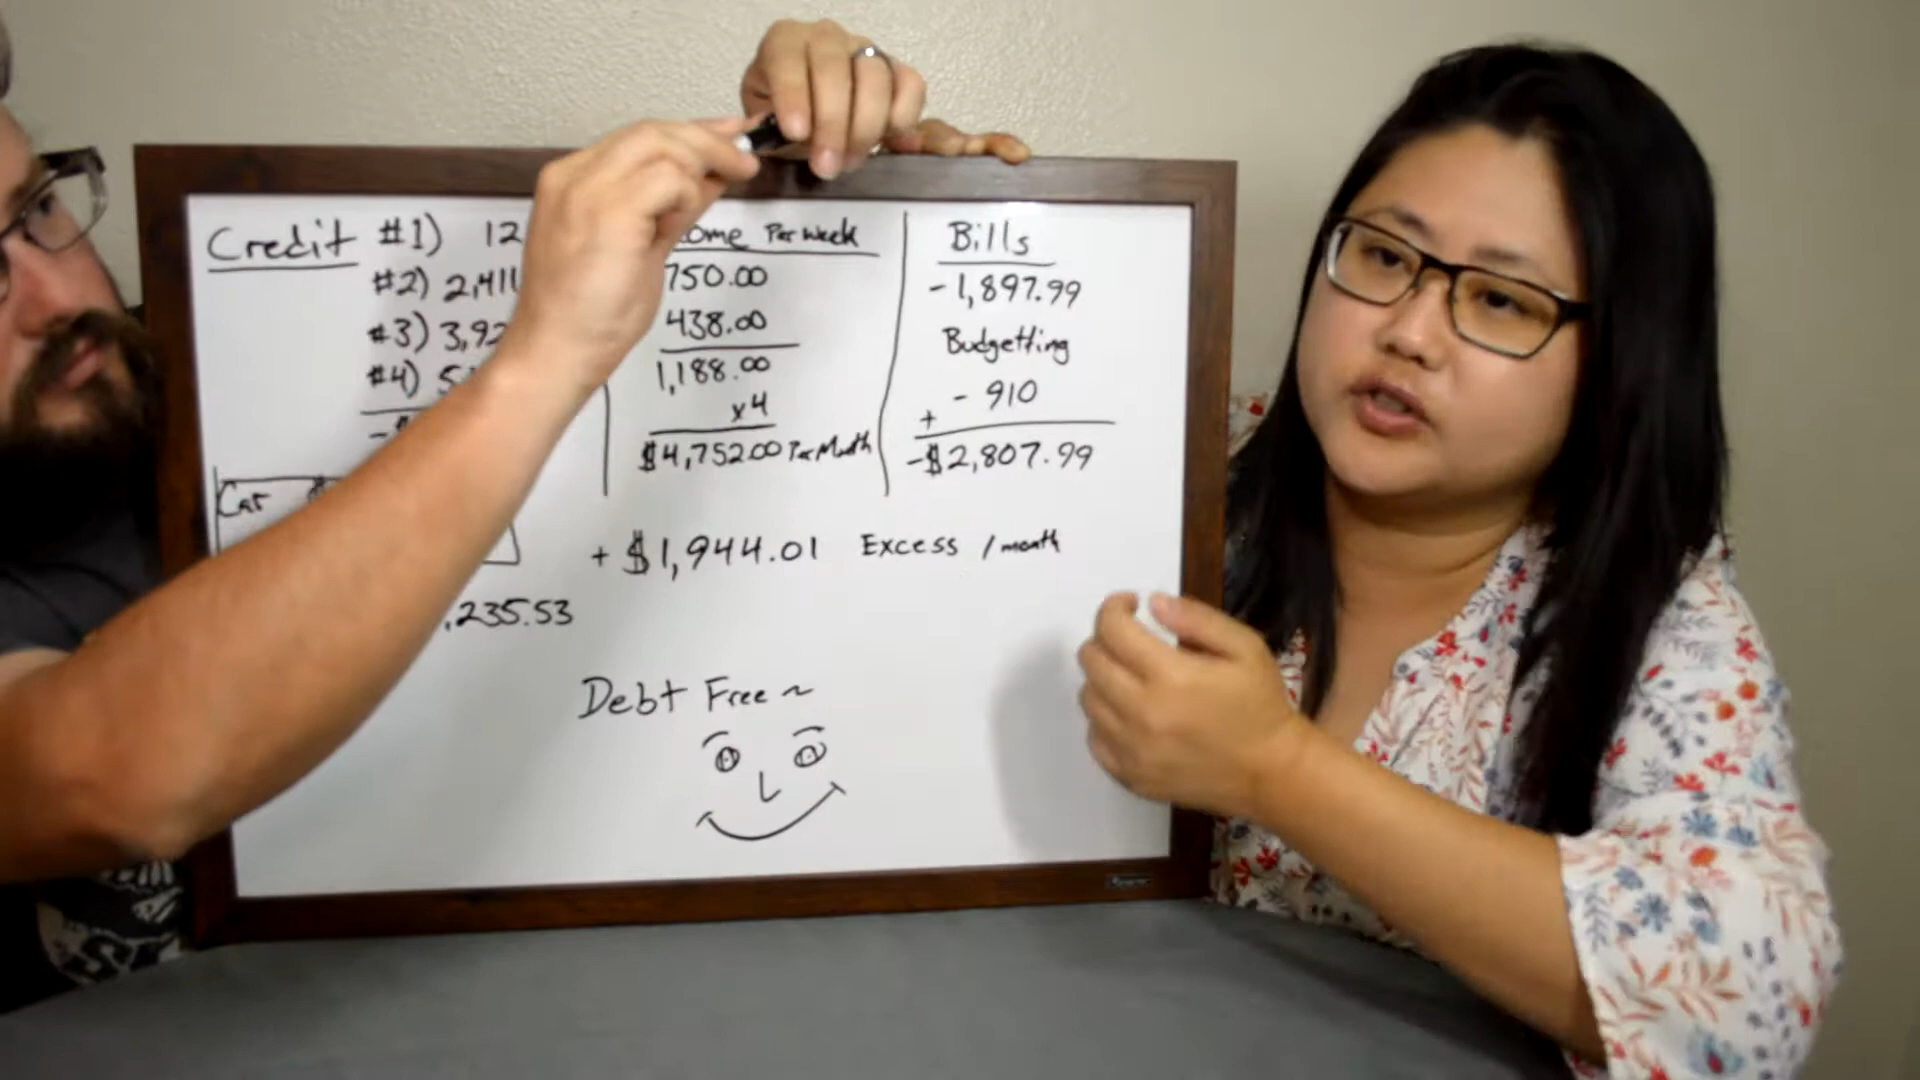 Credit #1) 12
#2) 2,411
#3) 3,92
#4) 5
Car
,235.53
Per Week
750.00
438.00
1,188.00
x4
$4,752.00 Per Month
Bills
-1,897.99
Budgetting
- 910
+
-$2,807.99
+ $1,944.01 Excess /month
Debt Free ~